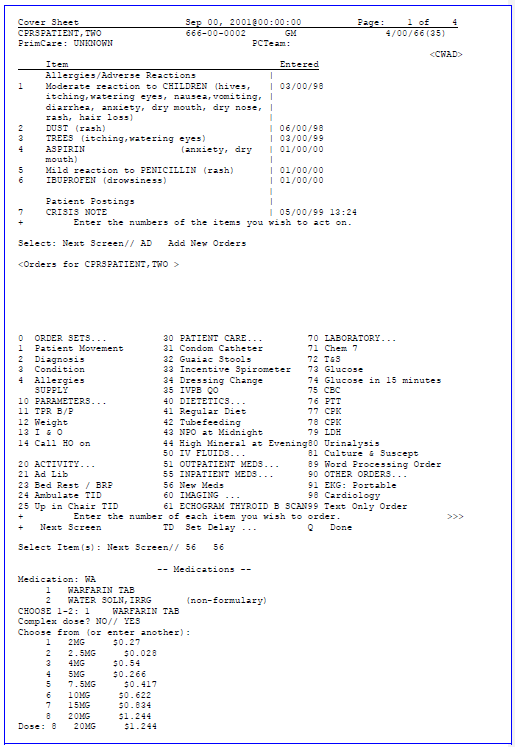 Cover Sheet Sep 00, 2001@00:00:00 Page: 1 of 4
CPRSPATIENT,TWO 666-00-0002 GM 4/00/66(35)
PrimCare: UNKNOWN PCTeam:
<CWAD>
Item Entered
Allergies/Adverse Reactions |
1 Moderate reaction to CHILDREN (hives, | 03/00/98
itching,watering eyes, nausea,vomiting, |
diarrhea, anxiety, dry mouth, dry nose, |
rash, hair loss) |
2 DUST (rash) | 06/00/98
3 TREES (itching,watering eyes) | 03/00/99
4 ASPIRIN (anxiety, dry | 01/00/00
mouth) |
5 Mild reaction to PENICILLIN (rash) | 01/00/00
6 IBUPROFEN (drowsiness) | 01/00/00
|
Patient Postings |
7 CRISIS NOTE | 05/00/99 13:24
+ Enter the numbers of the items you wish to act on.
Select: Next Screen// AD Add New Orders
<Orders for CPRSPATIENT,TWO >
0 ORDER SETS... 30 PATIENT CARE... 70 LABORATORY...
1 Patient Movement 31 Condom Catheter 71 Chem 7
2 Diagnosis 32 Guaiac Stools 72 T&S
3 Condition 33 Incentive Spirometer 73 Glucose
4 Allergies 34 Dressing Change 74 Glucose in 15 minutes
SUPPLY 35 IVPB QO 75 CBC
10 PARAMETERS... 40 DIETETICS... 76 PTT
11 TPR B/P 41 Regular Diet 77 CPK
12 Weight 42 Tubefeeding 78 CPK
13 I & O 43 NPO at Midnight 79 LDH
14 Call HO on 44 High Mineral at Evening80 Urinalysis
50 IV FLUIDS... 81 Culture & Suscept
20 ACTIVITY... 51 OUTPATIENT MEDS... 89 Word Processing Order
21 Ad Lib 55 INPATIENT MEDS... 90 OTHER ORDERS...
23 Bed Rest / BRP 56 New Meds 91 EKG: Portable
24 Ambulate TID 60 IMAGING ... 98 Cardiology
25 Up in Chair TID 61 ECHOGRAM THYROID B SCAN99 Text Only Order
+ Enter the number of each item you wish to order. >>>
+ Next Screen TD Set Delay ... Q Done
Select Item(s): Next Screen// 56 56
-- Medications --
Medication: WA
1 WARFARIN TAB
2 WATER SOLN,IRRG (non-formulary)
CHOOSE 1-2: 1 WARFARIN TAB
Complex dose? NO// YES
Choose from (or enter another):
1 2MG $0.27
2 2.5MG $0.028
3 4MG $0.54
4 5MG $0.266
5 7.5MG $0.417
6 10MG $0.622
7 15MG $0.834
8 20MG $1.244
Dose: 8 20MG $1.244